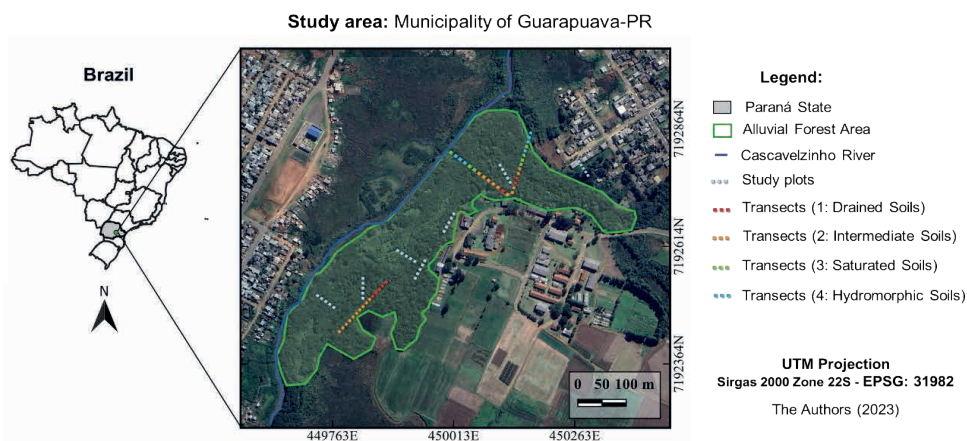 Study area: Municipality of Guarapuava-PR
Brazil
N
7192864N
7192614N
7192364N
449763E
450013E
450263E
0 50 100 m
Legend:
Paraná State
Alluvial Forest Area
Cascavelzinho River
Study plots
Transects (1: Drained Soils)
Transects (2: Intermediate Soils)
Transects (3: Saturated Soils)
Transects (4: Hydromorphic Soils)
UTM Projection
Sirgas 2000 Zone 22S - EPSG: 31982
The Authors (2023)